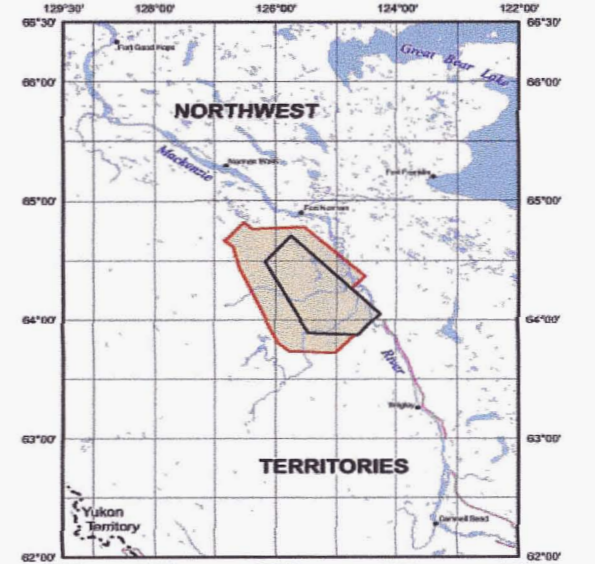 129°30' 128°00' 126°00' 124°00' 122°00'
66°30' 66°30'
Fort Good Hope
Great Bear Lake
66°00' 66°00'
NORTHWEST
Mackenzie
Norman Wells
Fort Franklin
65°00' 65°00'
Fort Norman
64°00' 64°00'
River
Wrigley
63°00' 63°00'
TERRITORIES
Yukon
Territory
Camsell Bend
62°00' 62°00'